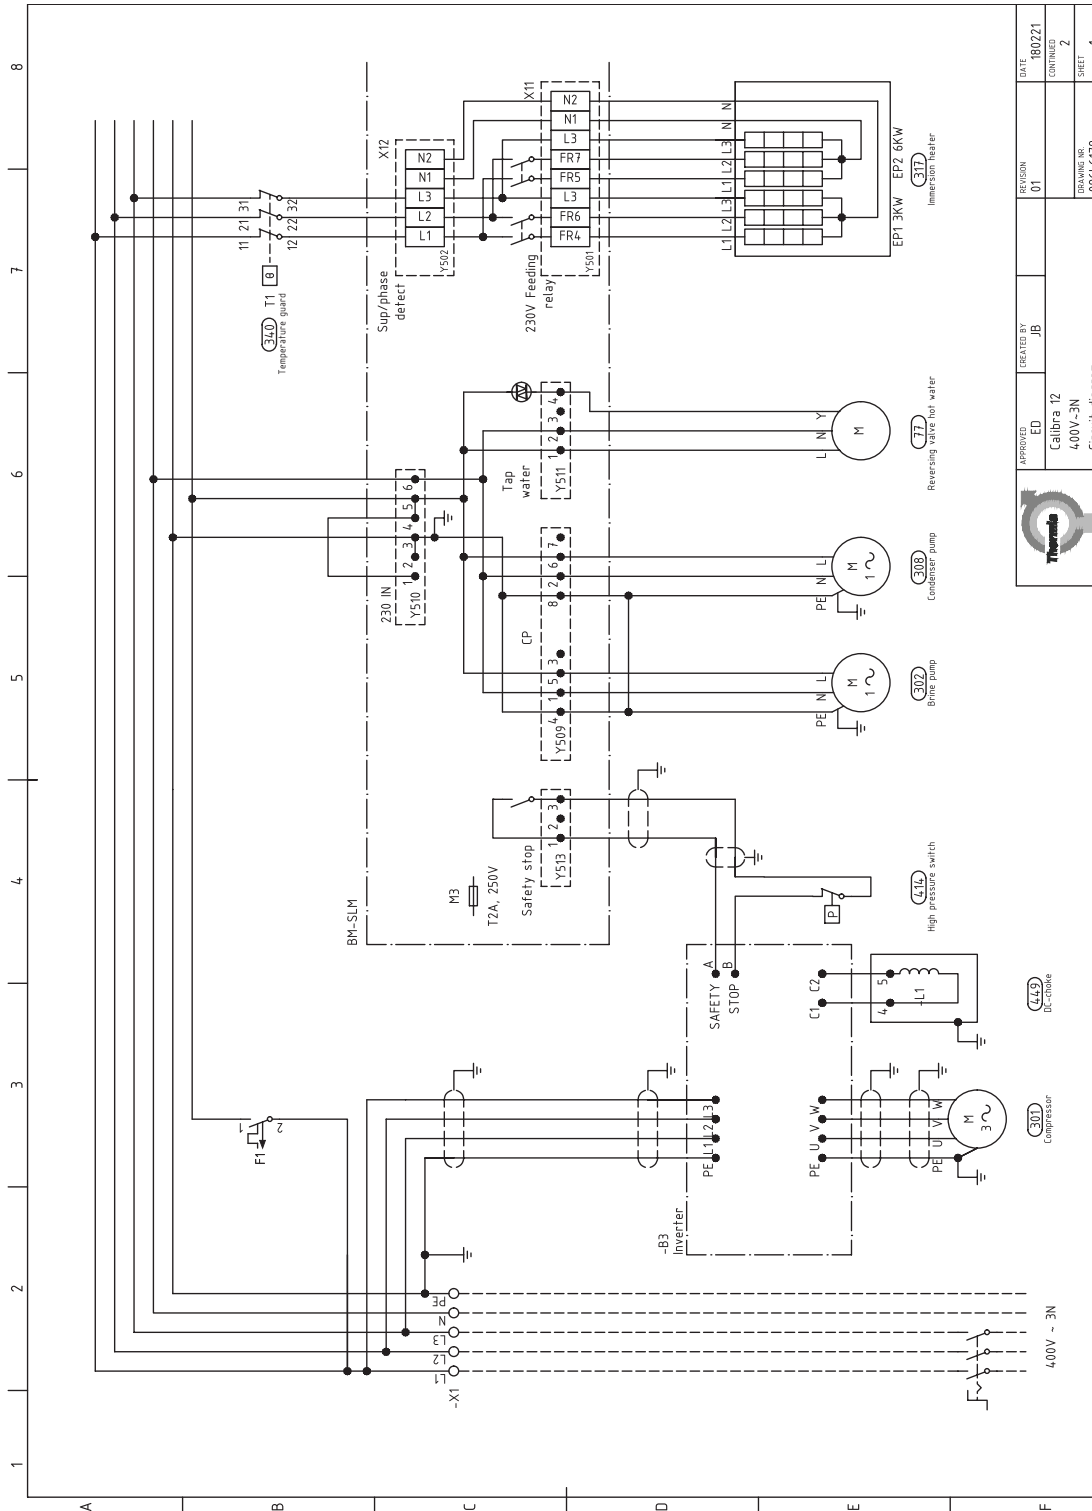 1 2 3 4 5 6 7 8
A
B
C
D
E
F
-X1
L1 L2 L3 N PE
400V ~ 3N
F1
1
2
-B3
Inverter
PE L1 L2 L3
PE U V W
PE U V W
M
3
301
Compressor
SAFETY A
STOP B
C1 C2
4 5
-L1
449
DC-choke
P
414
High pressure switch
BM-SLM
M3
T2A, 250V
Safety stop
Y513
1 2 3
Y509
4 1 5 3
CP
8 2 6 7
230 IN
Y510
1 2 3 4 5 6
Tap
water
Y511
1 2 3 4
PE N L
M
1
302
Brine pump
PE N L
M
1
308
Condenser pump
L N Y
M
77
Reversing valve hot water
340
T1
θ
Temperature guard
11 21 31
12 22 32
Sup/phase
detect
X12
L1
L2
L3
N1
N2
Y502
230V Feeding
relay
X11
FR4
FR6
L3
FR5
FR7
L3
N1
N2
Y501
L1 L2 L3 L1 L2 L3 N N
EP1 3KW
EP2 6KW
317
Immersion heater
Thermia
APPROVED
ED
CREATED BY
JB
REVISION
01
DATE
180221
Calibra 12
400V~3N
CONTINUED
2
DRAWING NR.
SHEET